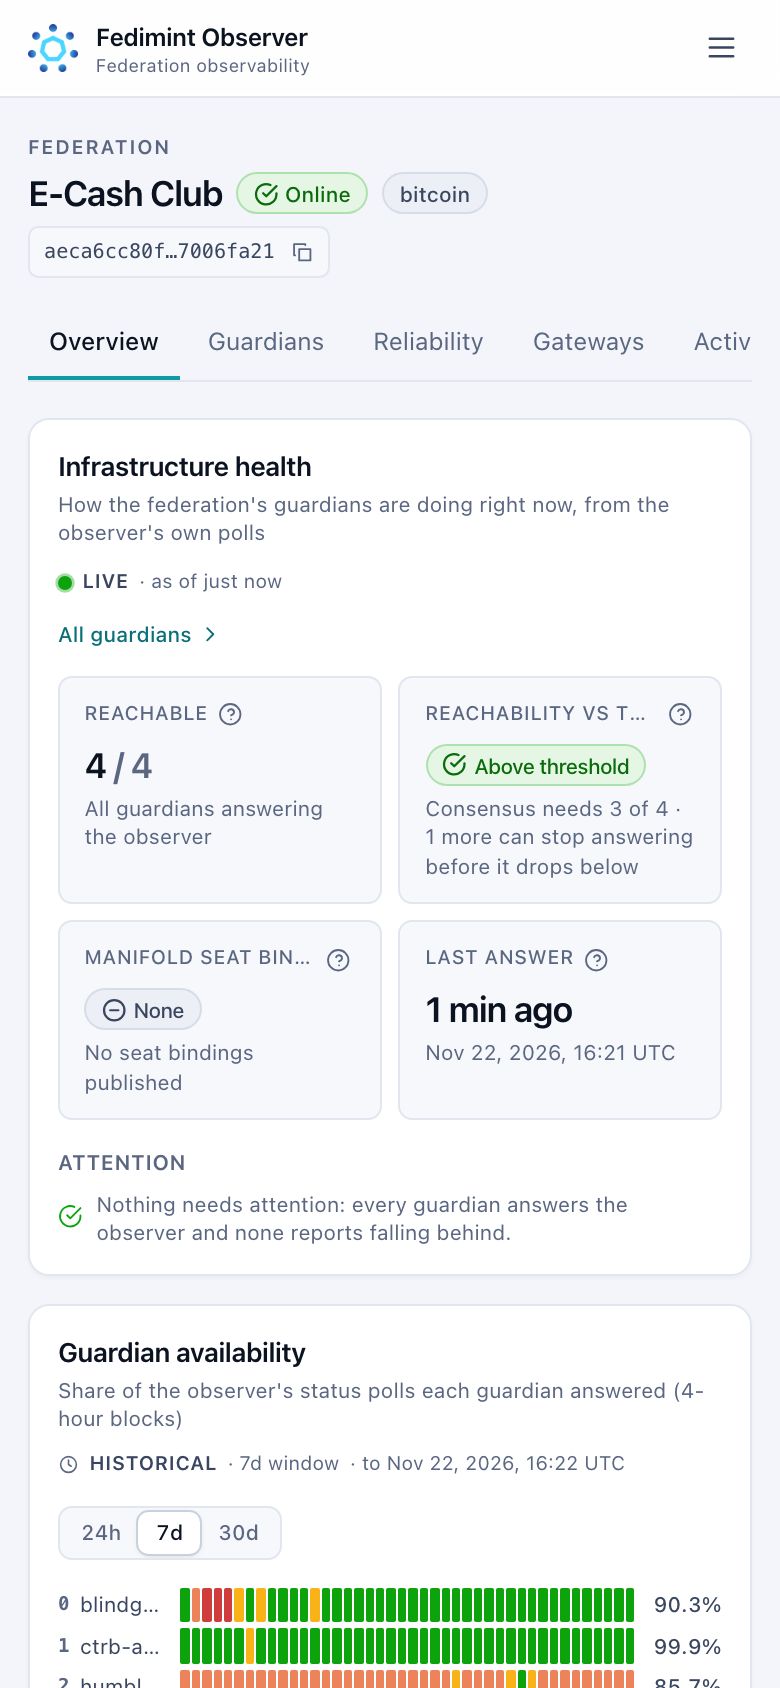 Fedimint Observer
Federation observability
FEDERATION
E-Cash Club
Online
bitcoin
aeca6cc80f…7006fa21
Overview
Guardians
Reliability
Gateways
Activ
Infrastructure health
How the federation's guardians are doing right now, from the
observer's own polls
LIVE · as of just now
All guardians
REACHABLE
4 / 4
All guardians answering
the observer
REACHABILITY VS T…
Above threshold
Consensus needs 3 of 4 ·
1 more can stop answering
before it drops below
MANIFOLD SEAT BIN…
None
No seat bindings
published
LAST ANSWER
1 min ago
Nov 22, 2026, 16:21 UTC
ATTENTION
Nothing needs attention: every guardian answers the
observer and none reports falling behind.
Guardian availability
Share of the observer's status polls each guardian answered (4-
hour blocks)
HISTORICAL · 7d window · to Nov 22, 2026, 16:22 UTC
24h
7d
30d
0 blindg… 90.3%
1 ctrb-a… 99.9%
2 humbl… 85.7%